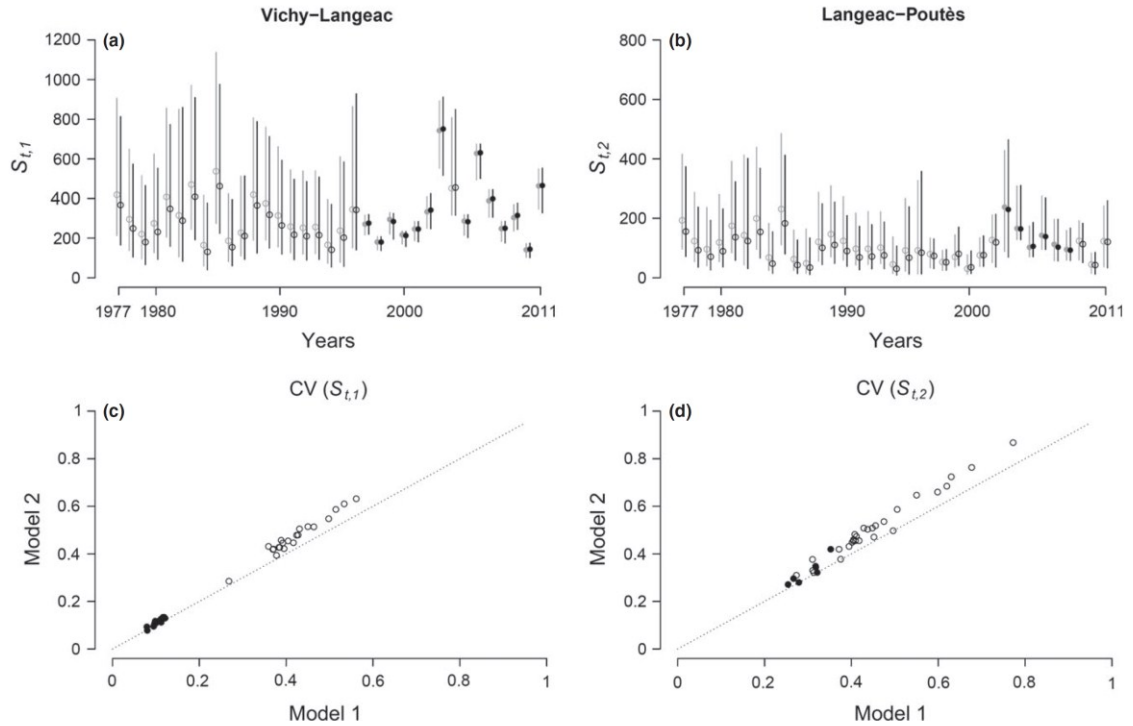 Vichy−Langeac
Langeac−Poutès
(a)
1200
1000
800
600
400
200
0
S_{t,1}
1977 1980 1990 2000 2011
Years
(b)
800
600
400
200
0
S_{t,2}
1977 1980 1990 2000 2011
Years
CV (S_{t,1})
(c)
1
0.8
0.6
0.4
0.2
0
Model 2
0 0.2 0.4 0.6 0.8 1
Model 1
CV (S_{t,2})
(d)
1
0.8
0.6
0.4
0.2
0
Model 2
0 0.2 0.4 0.6 0.8 1
Model 1